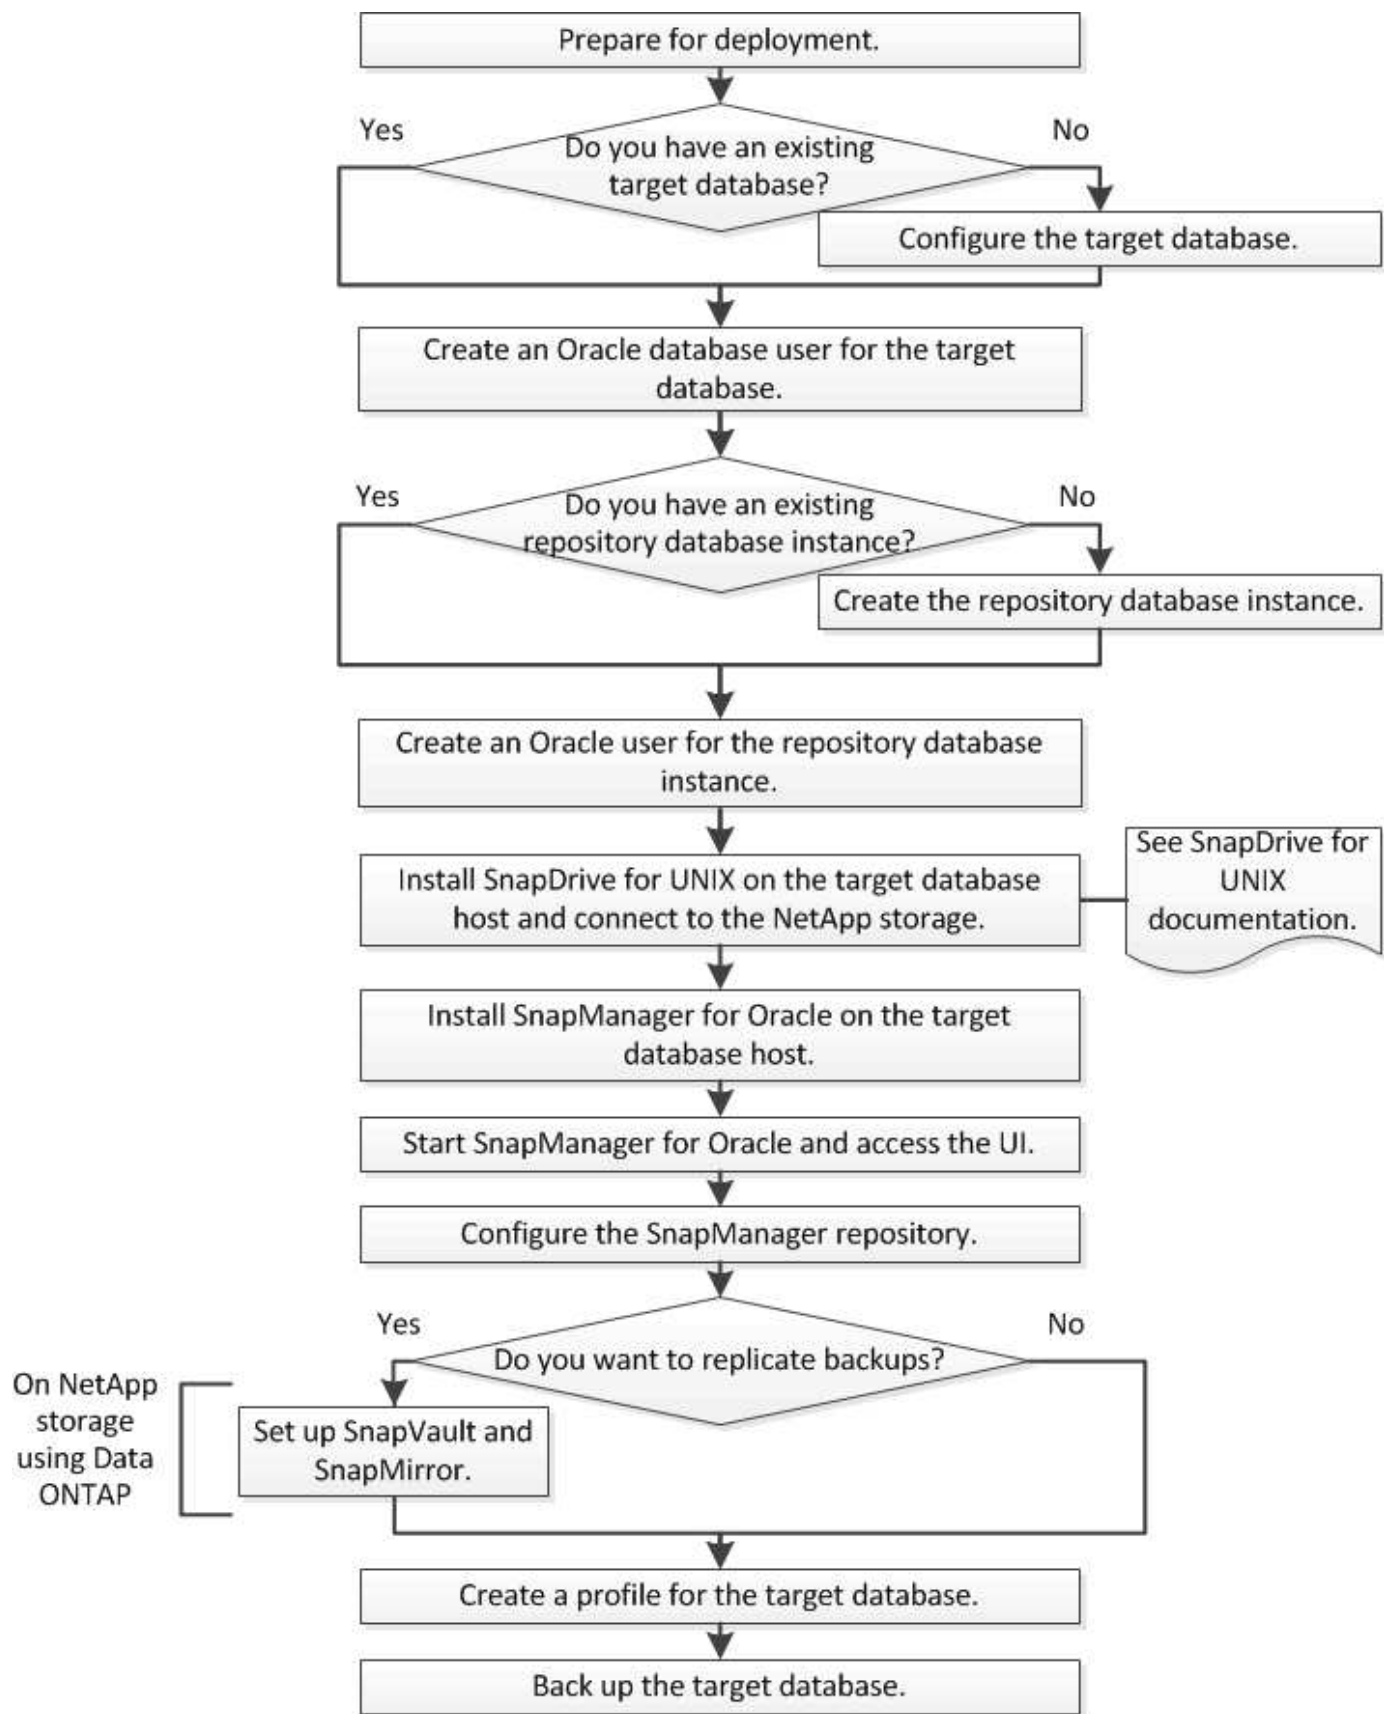 Prepare for deployment.
Yes
No
Do you have an existing
target database?
Configure the target database.
Create an Oracle database user for the target
database.
Yes
No
Do you have an existing
repository database instance?
Create the repository database instance.
Create an Oracle user for the repository database
instance.
Install SnapDrive for UNIX on the target database
host and connect to the NetApp storage.
See SnapDrive for
UNIX
documentation.
Install SnapManager for Oracle on the target
database host.
Start SnapManager for Oracle and access the UI.
Configure the SnapManager repository.
Yes
No
Do you want to replicate backups?
On NetApp
storage
using Data
ONTAP
Set up SnapVault and
SnapMirror.
Create a profile for the target database.
Back up the target database.